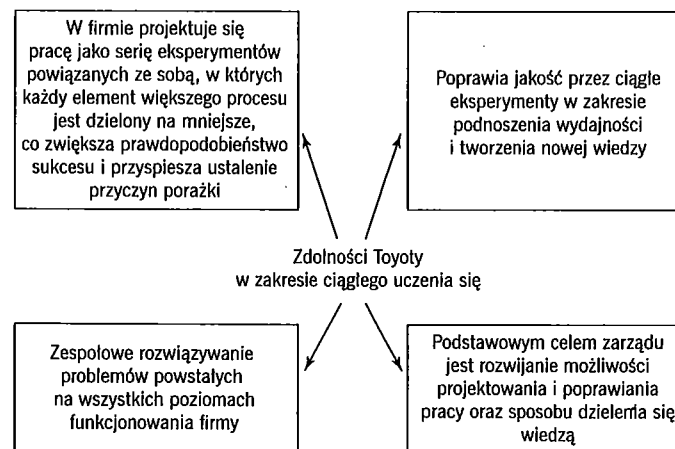 W firmie projektuje się
pracę jako serię eksperymentów
powiązanych ze sobą, w których
każdy element większego procesu
jest dzielony na mniejsze,
co zwiększa prawdopodobieństwo
sukcesu i przyspiesza ustalenie
przyczyn porażki
Poprawia jakość przez ciągłe
eksperymenty w zakresie
podnoszenia wydajności
i tworzenia nowej wiedzy
Zdolności Toyoty
w zakresie ciągłego uczenia się
Zespołowe rozwiązywanie
problemów powstałych
na wszystkich poziomach
funkcjonowania firmy
Podstawowym celem zarządu
jest rozwijanie możliwości
projektowania i poprawiania
pracy oraz sposobu dzielenia się
wiedzą